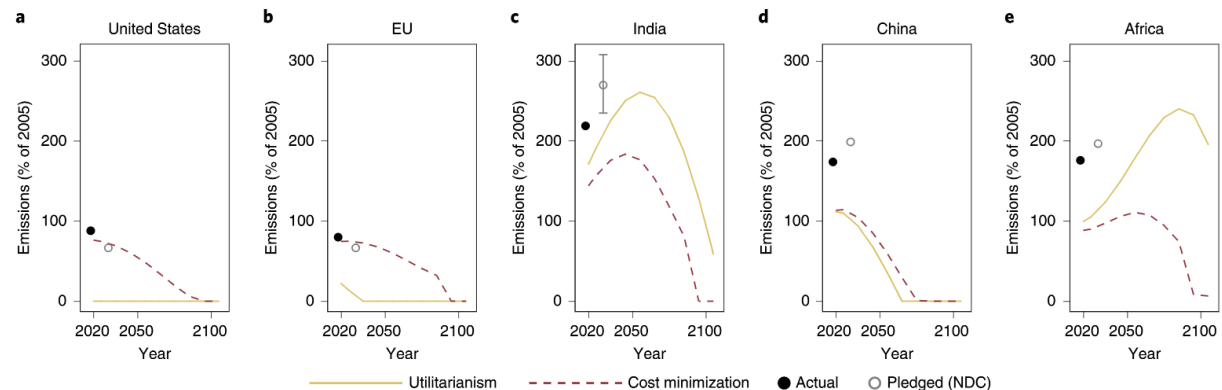 a
United States
Emissions (% of 2005)
300
200
100
0
2020
2050
2100
Year
b
EU
Emissions (% of 2005)
300
200
100
0
2020
2050
2100
Year
c
India
Emissions (% of 2005)
300
200
100
0
2020
2050
2100
Year
d
China
Emissions (% of 2005)
300
200
100
0
2020
2050
2100
Year
e
Africa
Emissions (% of 2005)
300
200
100
0
2020
2050
2100
Year
Utilitarianism
Cost minimization
Actual
Pledged (NDC)